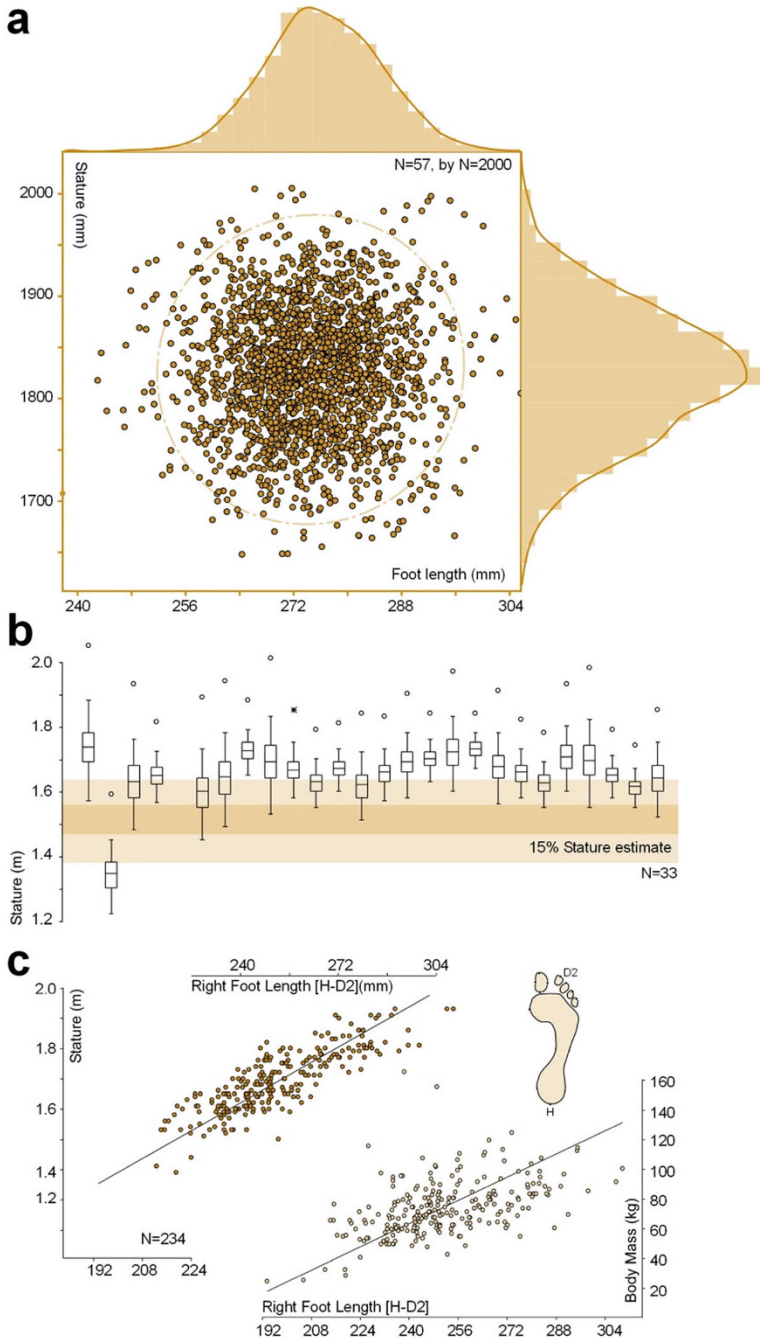 a
Stature (mm)
N=57, by N=2000
2000
1900
1800
1700
Foot length (mm)
240 256 272 288 304
b
Stature (m)
2.0
1.8
1.6
1.4
1.2
15% Stature estimate
N=33
c
240 272 304
Right Foot Length [H-D2](mm)
Stature (m)
2.0
1.8
1.6
1.4
1.2
N=234
192 208 224
D2
H
Body Mass (kg)
160
140
120
100
80
60
40
20
Right Foot Length [H-D2]
192 208 224 240 256 272 288 304